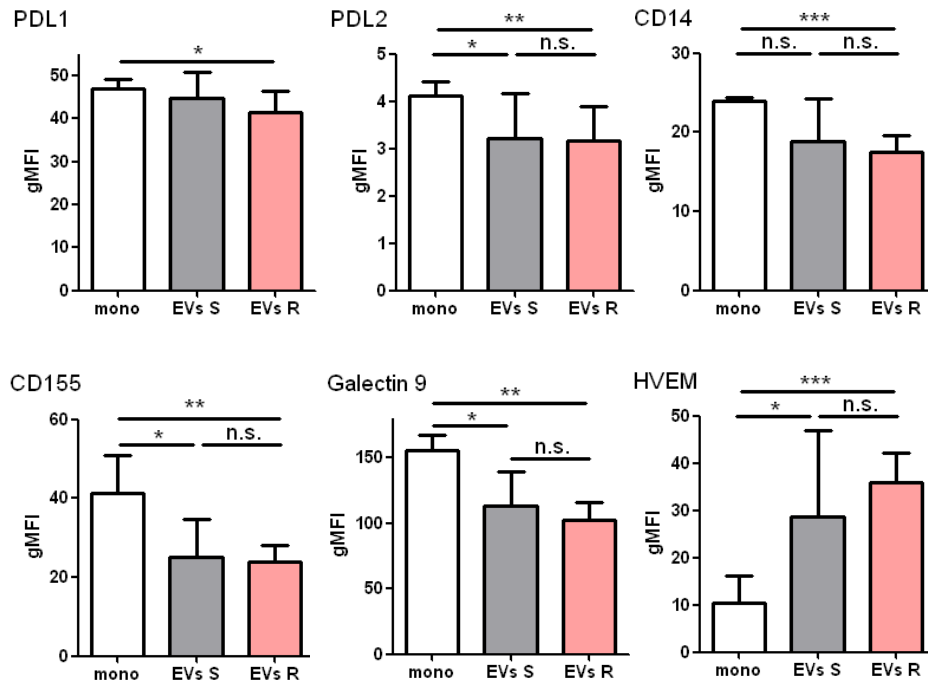 PDL1
*
gMFI
50
40
30
20
10
0
mono EVs S EVs R
PDL2
**
* n.s.
gMFI
5
4
3
2
1
0
mono EVs S EVs R
CD14
***
n.s. n.s.
gMFI
30
20
10
0
mono EVs S EVs R
CD155
**
* n.s.
gMFI
60
40
20
0
mono EVs S EVs R
Galectin 9
**
*
n.s.
gMFI
150
100
50
0
mono EVs S EVs R
HVEM
***
* n.s.
gMFI
50
40
30
20
10
0
mono EVs S EVs R